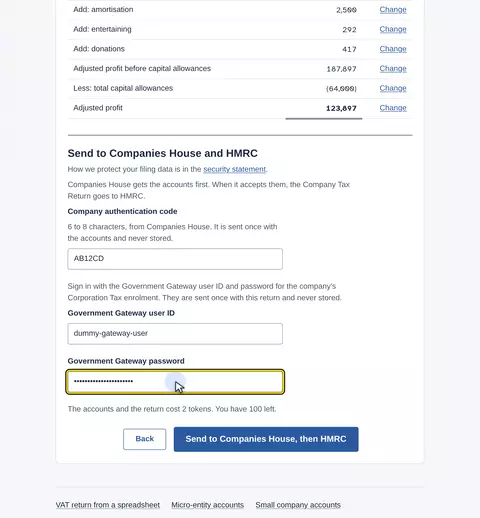 Add: amortisation 2,500 Change
Add: entertaining 292 Change
Add: donations 417 Change
Adjusted profit before capital allowances 187,897 Change
Less: total capital allowances (64,000) Change
Adjusted profit 123,897 Change
Send to Companies House and HMRC
How we protect your filing data is in the security statement.
Companies House gets the accounts first. When it accepts them, the Company Tax
Return goes to HMRC.
Company authentication code
6 to 8 characters, from Companies House. It is sent once with
the accounts and never stored.
AB12CD
Sign in with the Government Gateway user ID and password for the company's
Corporation Tax enrolment. They are sent once with this return and never stored.
Government Gateway user ID
dummy-gateway-user
Government Gateway password
The accounts and the return cost 2 tokens. You have 100 left.
Back Send to Companies House, then HMRC
VAT return from a spreadsheet Micro-entity accounts Small company accounts